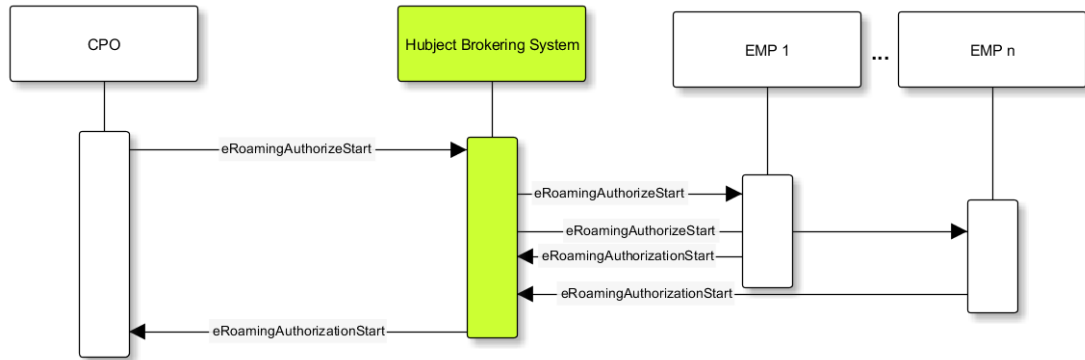 CPO
Hubject Brokering System
EMP 1
...
EMP n
eRoamingAuthorizeStart
eRoamingAuthorizeStart
eRoamingAuthorizeStart
eRoamingAuthorizationStart
eRoamingAuthorizationStart
eRoamingAuthorizationStart